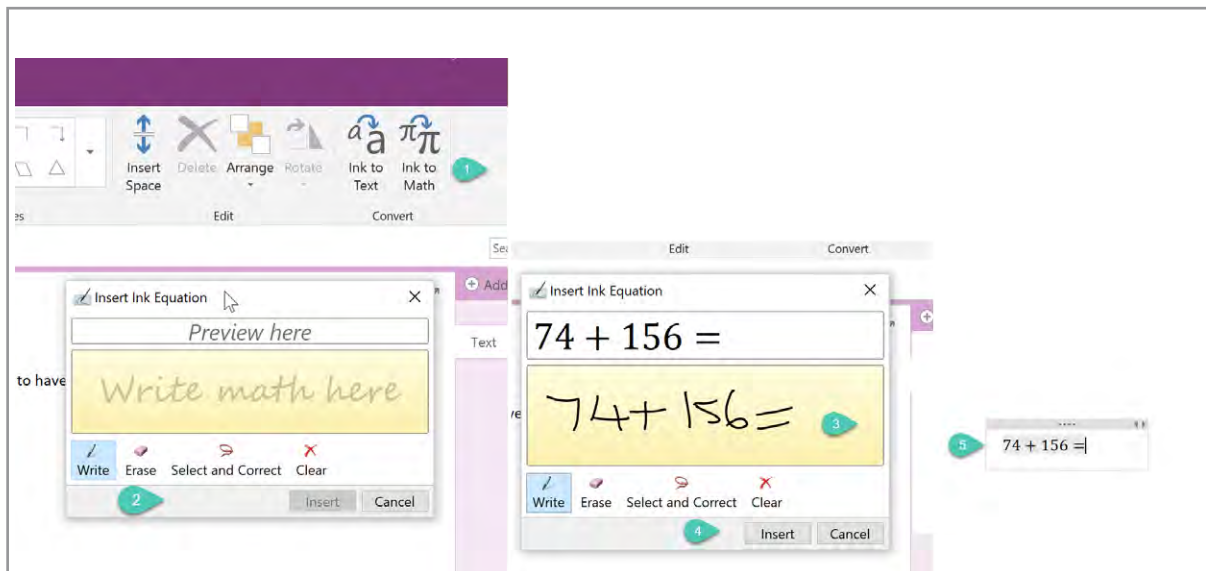 Insert Space
Delete
Arrange
Rotate
Ink to Text
Ink to Math
1
Edit
Convert
Insert Ink Equation
Preview here
to have
Write math here
Write
Erase
Select and Correct
Clear
2
Insert
Cancel
Add
Text
Edit
Convert
Insert Ink Equation
74 + 156 =
74+156=
3
Write
Erase
Select and Correct
Clear
4
Insert
Cancel
5
74 + 156 =